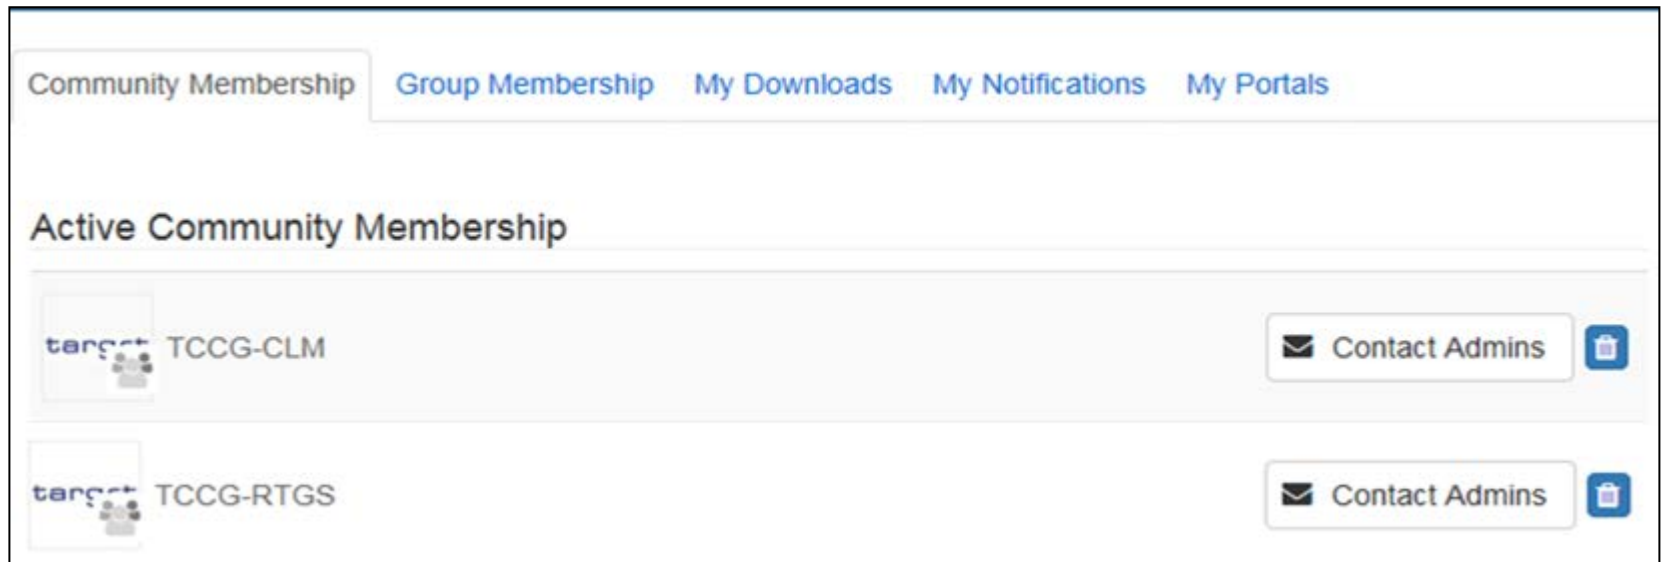 Community Membership Group Membership My Downloads My Notifications My Portals
Active Community Membership
TCCG-CLM Contact Admins
TCCG-RTGS Contact Admins